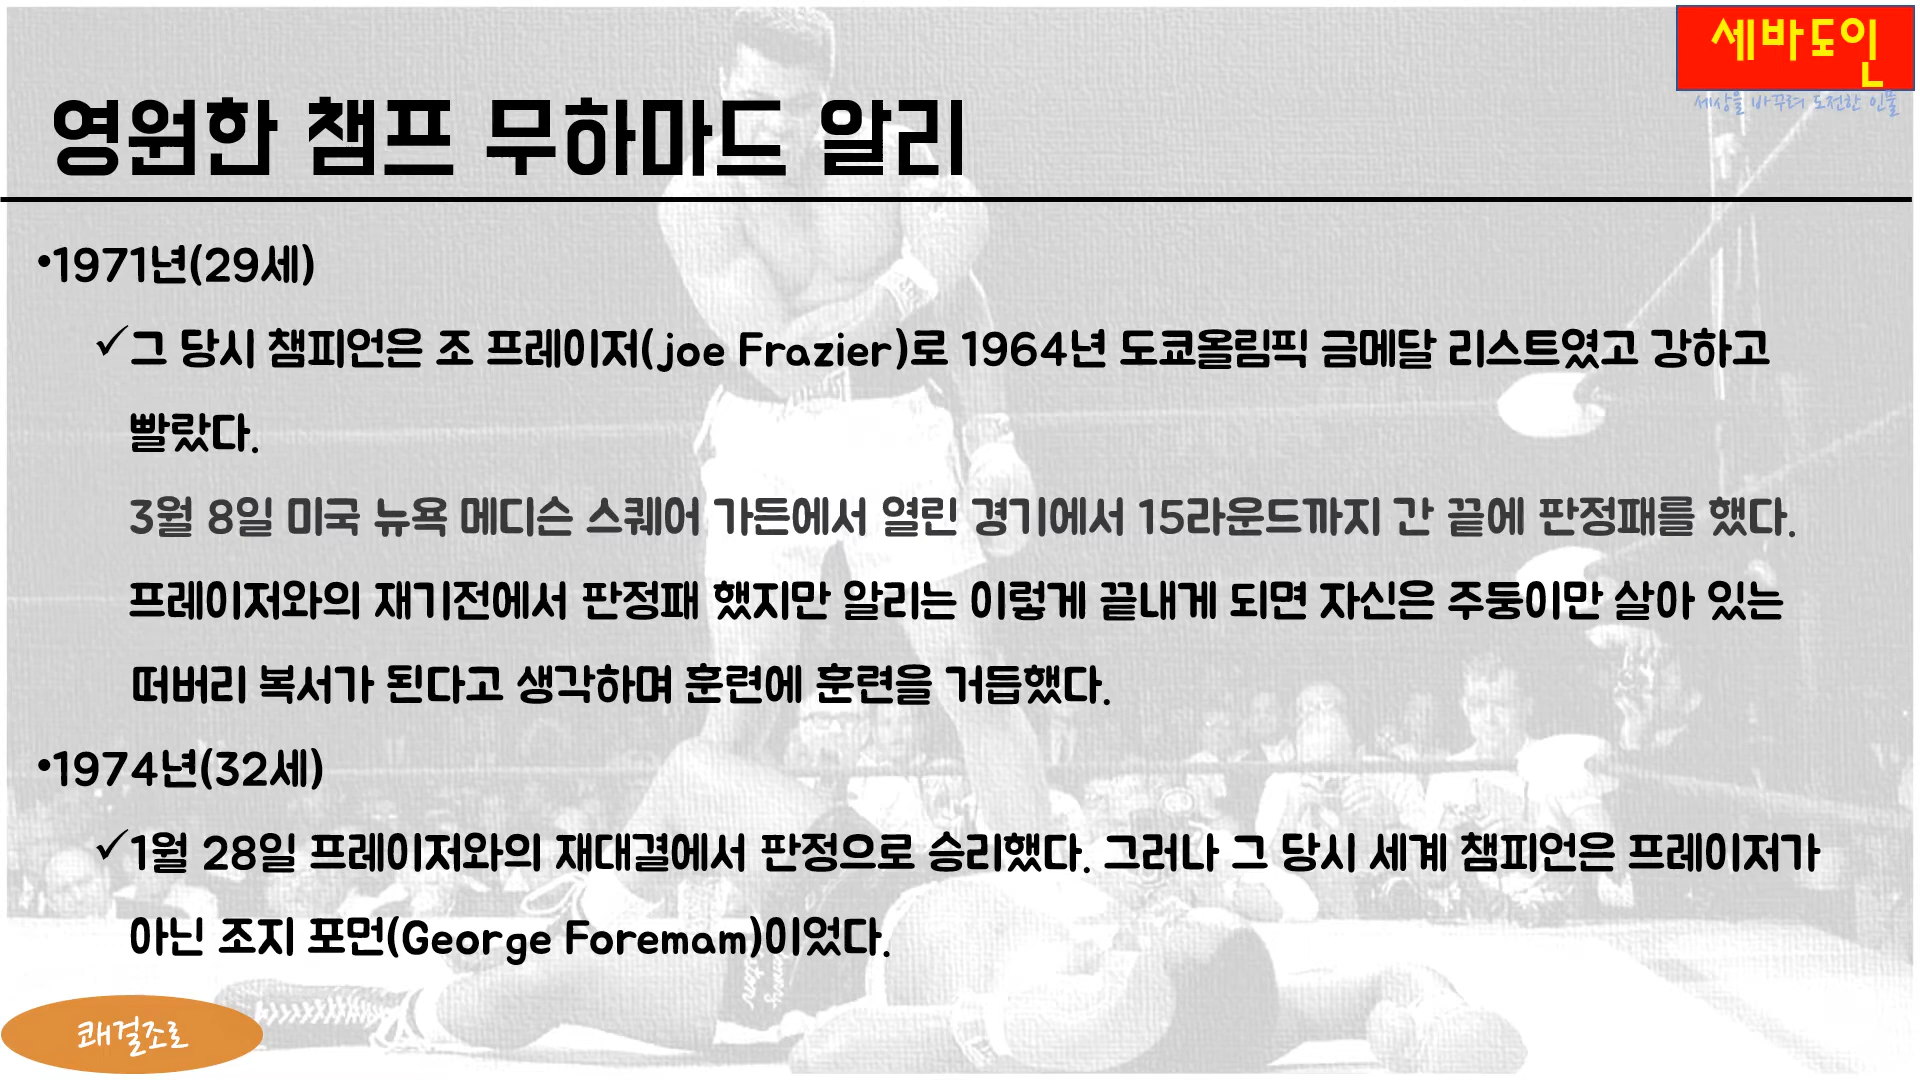 세바도인
세상을 바꾸려 도전한 인물
영원한 챔프 무하마드 알리
•1971년(29세)
✓그 당시 챔피언은 조 프레이저(joe Frazier)로 1964년 도쿄올림픽 금메달 리스트였고 강하고
빨랐다.
3월 8일 미국 뉴욕 메디슨 스퀘어 가든에서 열린 경기에서 15라운드까지 간 끝에 판정패를 했다.
프레이저와의 재기전에서 판정패 했지만 알리는 이렇게 끝내게 되면 자신은 주둥이만 살아 있는
떠버리 복서가 된다고 생각하며 훈련에 훈련을 거듭했다.
•1974년(32세)
✓1월 28일 프레이저와의 재대결에서 판정으로 승리했다. 그러나 그 당시 세계 챔피언은 프레이저가
아닌 조지 포먼(George Foremam)이었다.
쾌걸조로